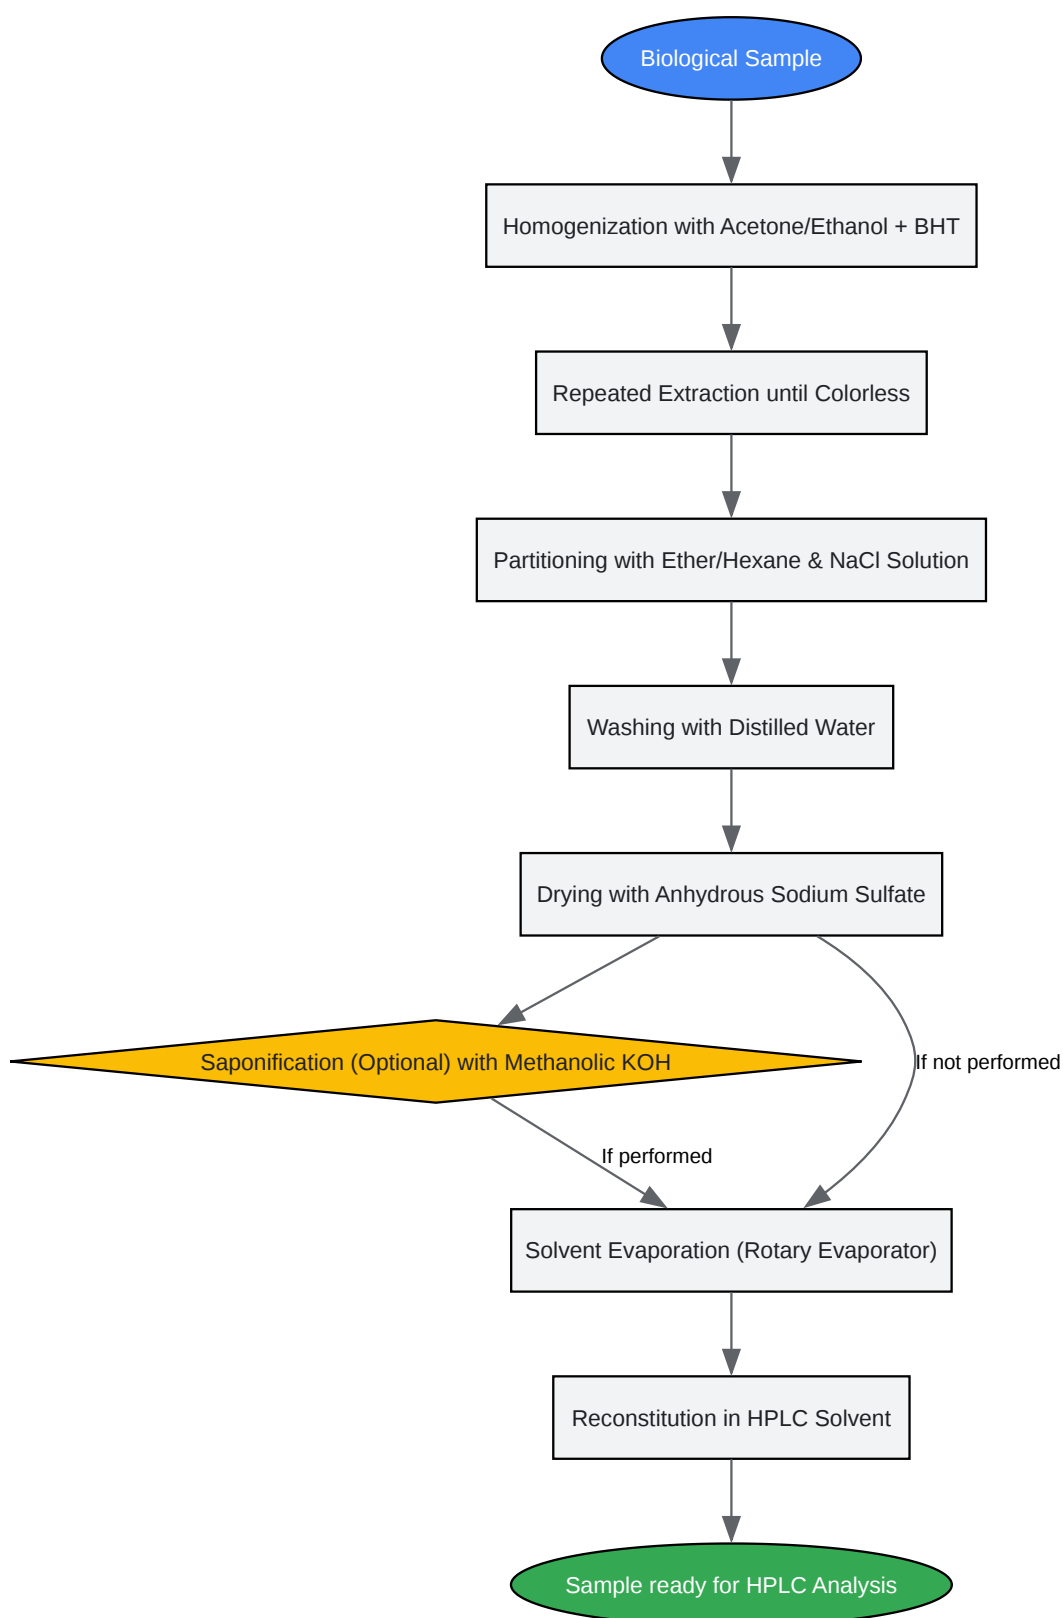 Biological Sample
Homogenization with Acetone/Ethanol + BHT
Repeated Extraction until Colorless
Partitioning with Ether/Hexane & NaCl Solution
Washing with Distilled Water
Drying with Anhydrous Sodium Sulfate
Saponification (Optional) with Methanolic KOH
If not performed
If performed
Solvent Evaporation (Rotary Evaporator)
Reconstitution in HPLC Solvent
Sample ready for HPLC Analysis